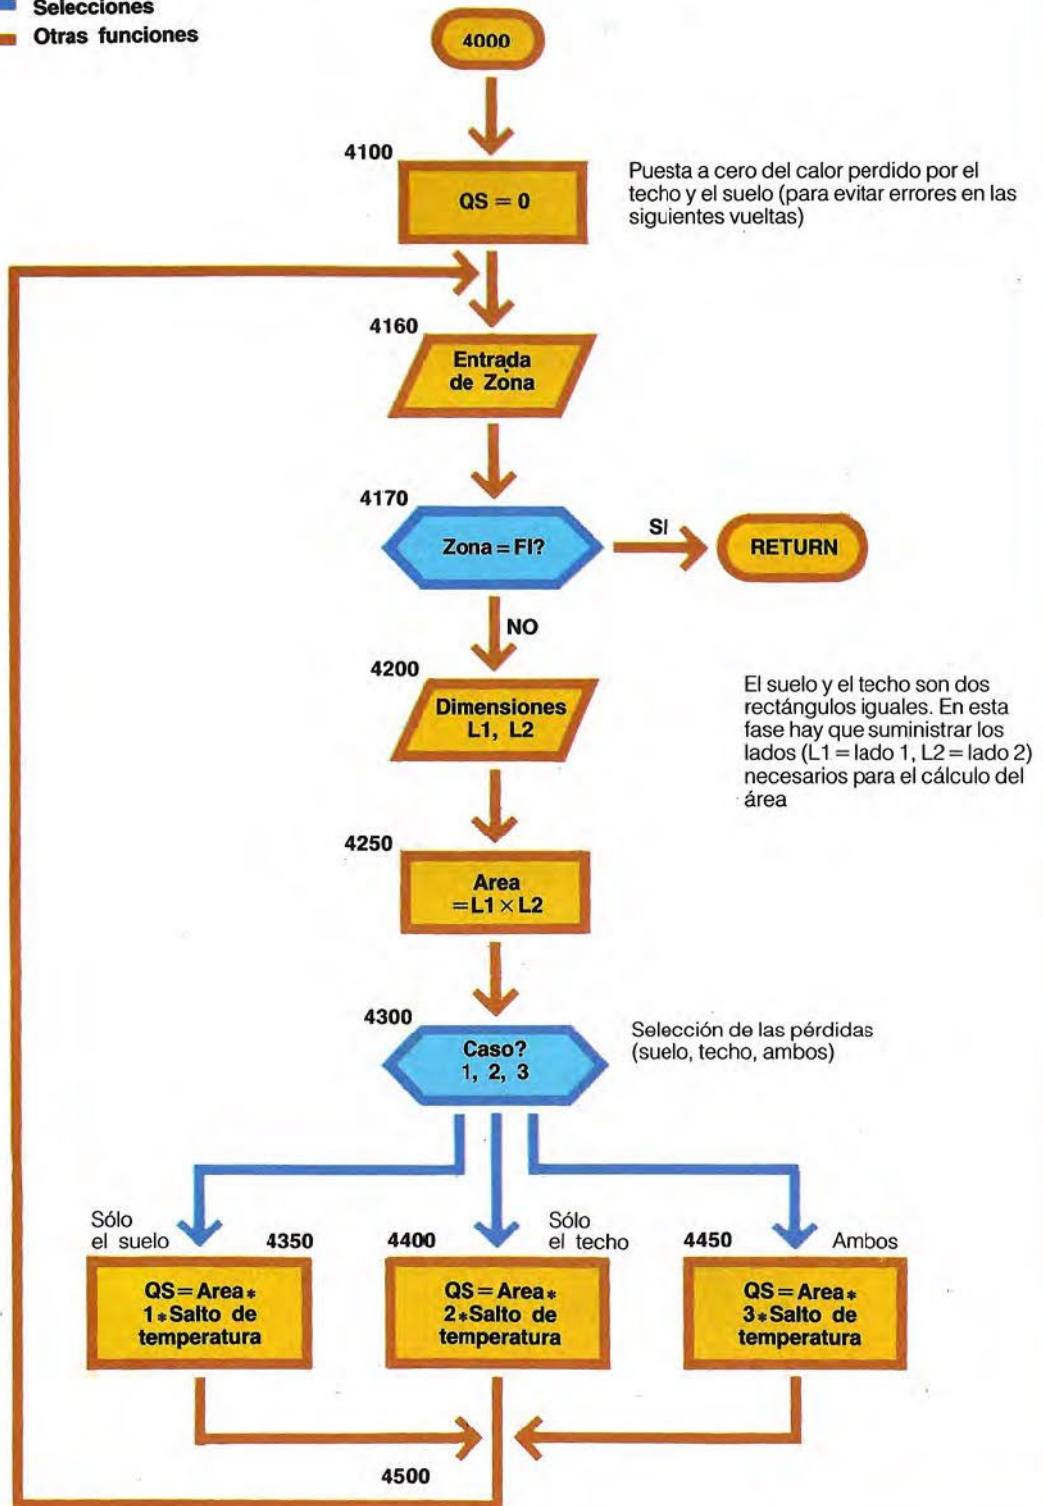 Selecciones
Otras funciones
4000
4100
QS = 0
Puesta a cero del calor perdido por el
techo y el suelo (para evitar errores en las
siguientes vueltas)
4160
Entrada
de Zona
4170
Zona = FI?
SI
RETURN
NO
4200
Dimensiones
L1, L2
El suelo y el techo son dos
rectángulos iguales. En esta
fase hay que suministrar los
lados (L1 = lado 1, L2 = lado 2)
necesarios para el cálculo del
área
4250
Area
=L1 × L2
4300
Caso?
1, 2, 3
Selección de las pérdidas
(suelo, techo, ambos)
Sólo
el suelo
4350
QS=Area*
1*Salto de
temperatura
4400
Sólo
el techo
QS=Area*
2*Salto de
temperatura
4450
Ambos
QS=Area*
3*Salto de
temperatura
4500